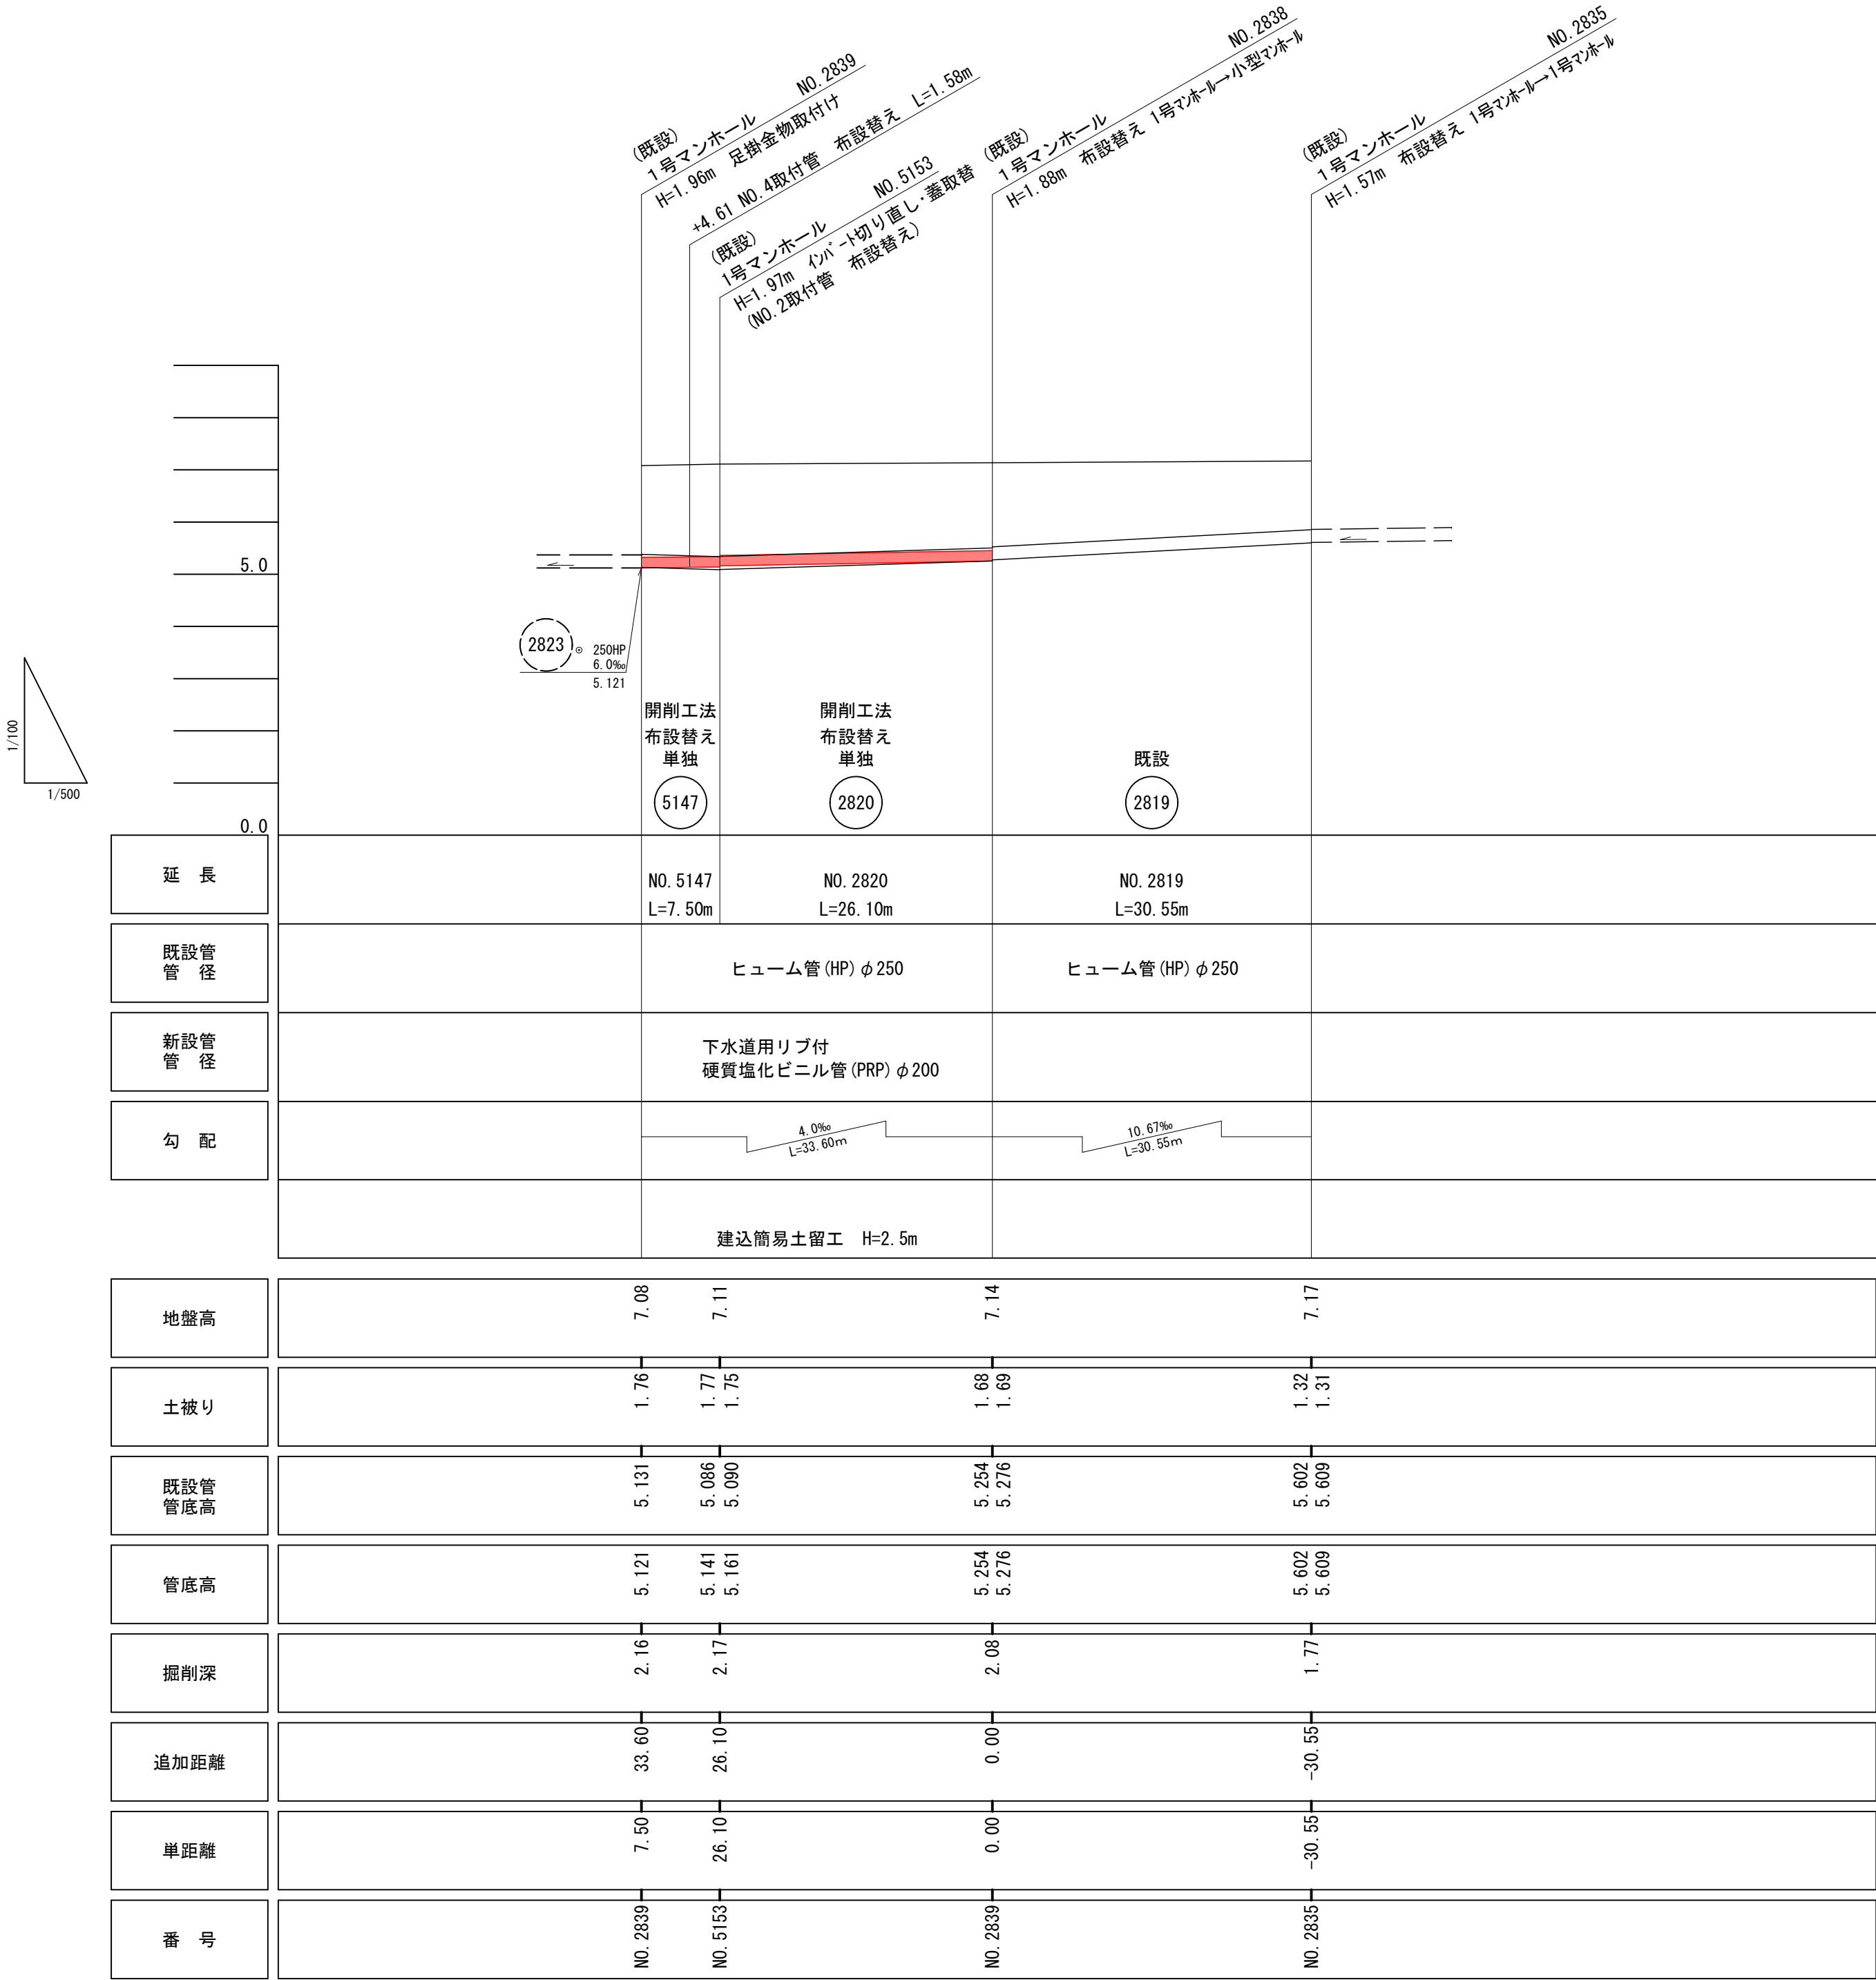 (既設)
1号マンホール NO.2839
H=1.96m 足掛金物取付け
+4.61 NO.4取付管 布設替え L=1.58m
(既設)
1号マンホール NO.5153
H=1.97m インバート切り直し・蓋取替
(NO.2取付管 布設替え)
(既設)
1号マンホール NO.2838
H=1.88m 布設替え 1号マンホール→小型マンホール
(既設)
1号マンホール NO.2835
H=1.57m 布設替え 1号マンホール→1号マンホール
5.0
0.0
1/100
1/500
2823
250HP
6.0‰
5.121
開削工法
布設替え
単独
5147
開削工法
布設替え
単独
2820
既設
2819
延 長
NO.5147
L=7.50m
NO.2820
L=26.10m
NO.2819
L=30.55m
既設管
管 径
ヒューム管(HP)φ250
ヒューム管(HP)φ250
新設管
管 径
下水道用リブ付
硬質塩化ビニル管(PRP)φ200
勾 配
4.0‰
L=33.60m
10.67‰
L=30.55m
建込簡易土留工 H=2.5m
地盤高
7.08
7.11
7.14
7.17
土被り
1.76
1.77
1.75
1.68
1.69
1.32
1.31
既設管
管底高
5.131
5.086
5.090
5.254
5.276
5.602
5.609
管底高
5.121
5.141
5.161
5.254
5.276
5.602
5.609
掘削深
2.16
2.17
2.08
1.77
追加距離
33.60
26.10
0.00
-30.55
単距離
7.50
26.10
0.00
-30.55
番 号
NO.2839
NO.5153
NO.2839
NO.2835